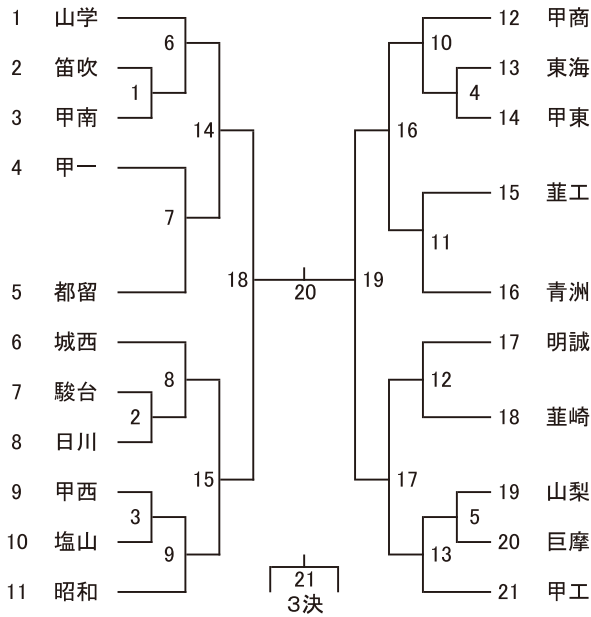 1 山学
2 笛吹
3 甲南
4 甲一
5 都留
6 城西
7 駿台
8 日川
9 甲西
10 塩山
11 昭和
6
1
14
7
18
8
2
15
3
9
20
21
3決
10
4
16
11
19
12
17
5
13
12 甲商
13 東海
14 甲東
15 韮工
16 青洲
17 明誠
18 韮崎
19 山梨
20 巨摩
21 甲工